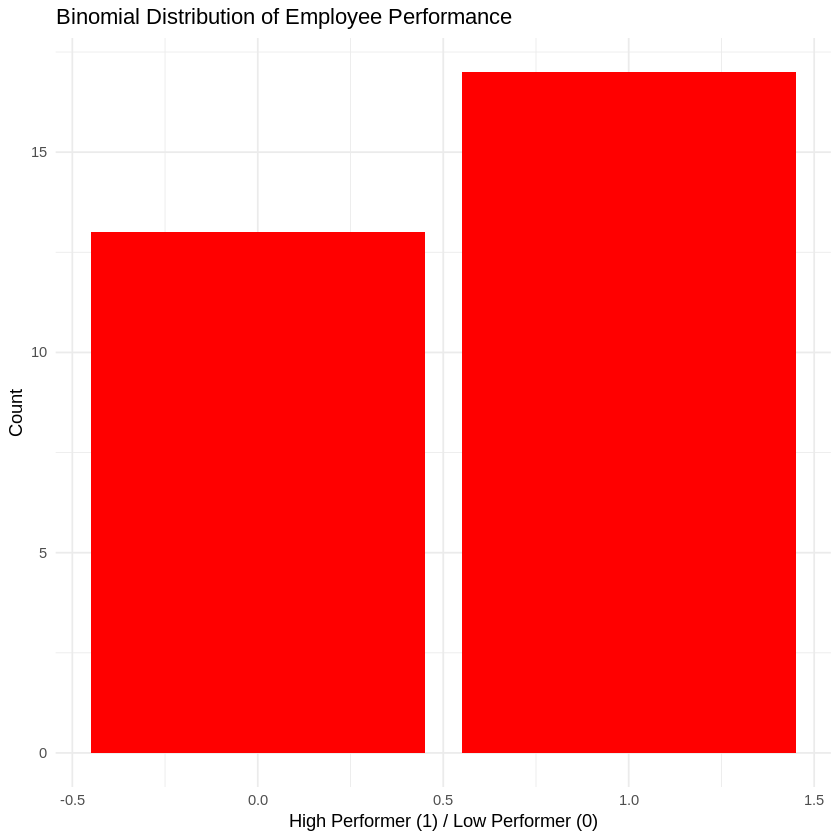 Binomial Distribution of Employee Performance
15
10
5
0
Count
-0.5 0.0 0.5 1.0 1.5
High Performer (1) / Low Performer (0)